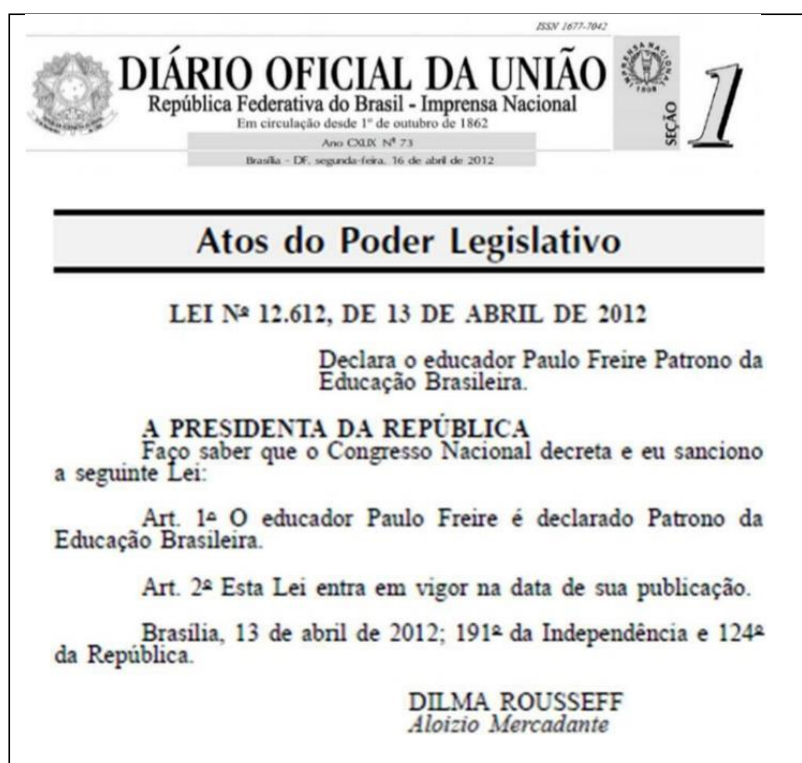 ISSN 1677-7042
DIÁRIO OFICIAL DA UNIÃO
República Federativa do Brasil - Imprensa Nacional
Em circulação desde 1º de outubro de 1862
Ano CXLIX Nº 73
Brasília - DF, segunda-feira, 16 de abril de 2012
IMPRENSA NACIONAL
1808
SEÇÃO
1
Atos do Poder Legislativo
LEI Nº 12.612, DE 13 DE ABRIL DE 2012
Declara o educador Paulo Freire Patrono da
Educação Brasileira.
A PRESIDENTA DA REPÚBLICA
Faço saber que o Congresso Nacional decreta e eu sanciono
a seguinte Lei:
Art. 1º O educador Paulo Freire é declarado Patrono da
Educação Brasileira.
Art. 2º Esta Lei entra em vigor na data de sua publicação.
Brasília, 13 de abril de 2012; 191º da Independência e 124º
da República.
DILMA ROUSSEFF
Aloizio Mercadante